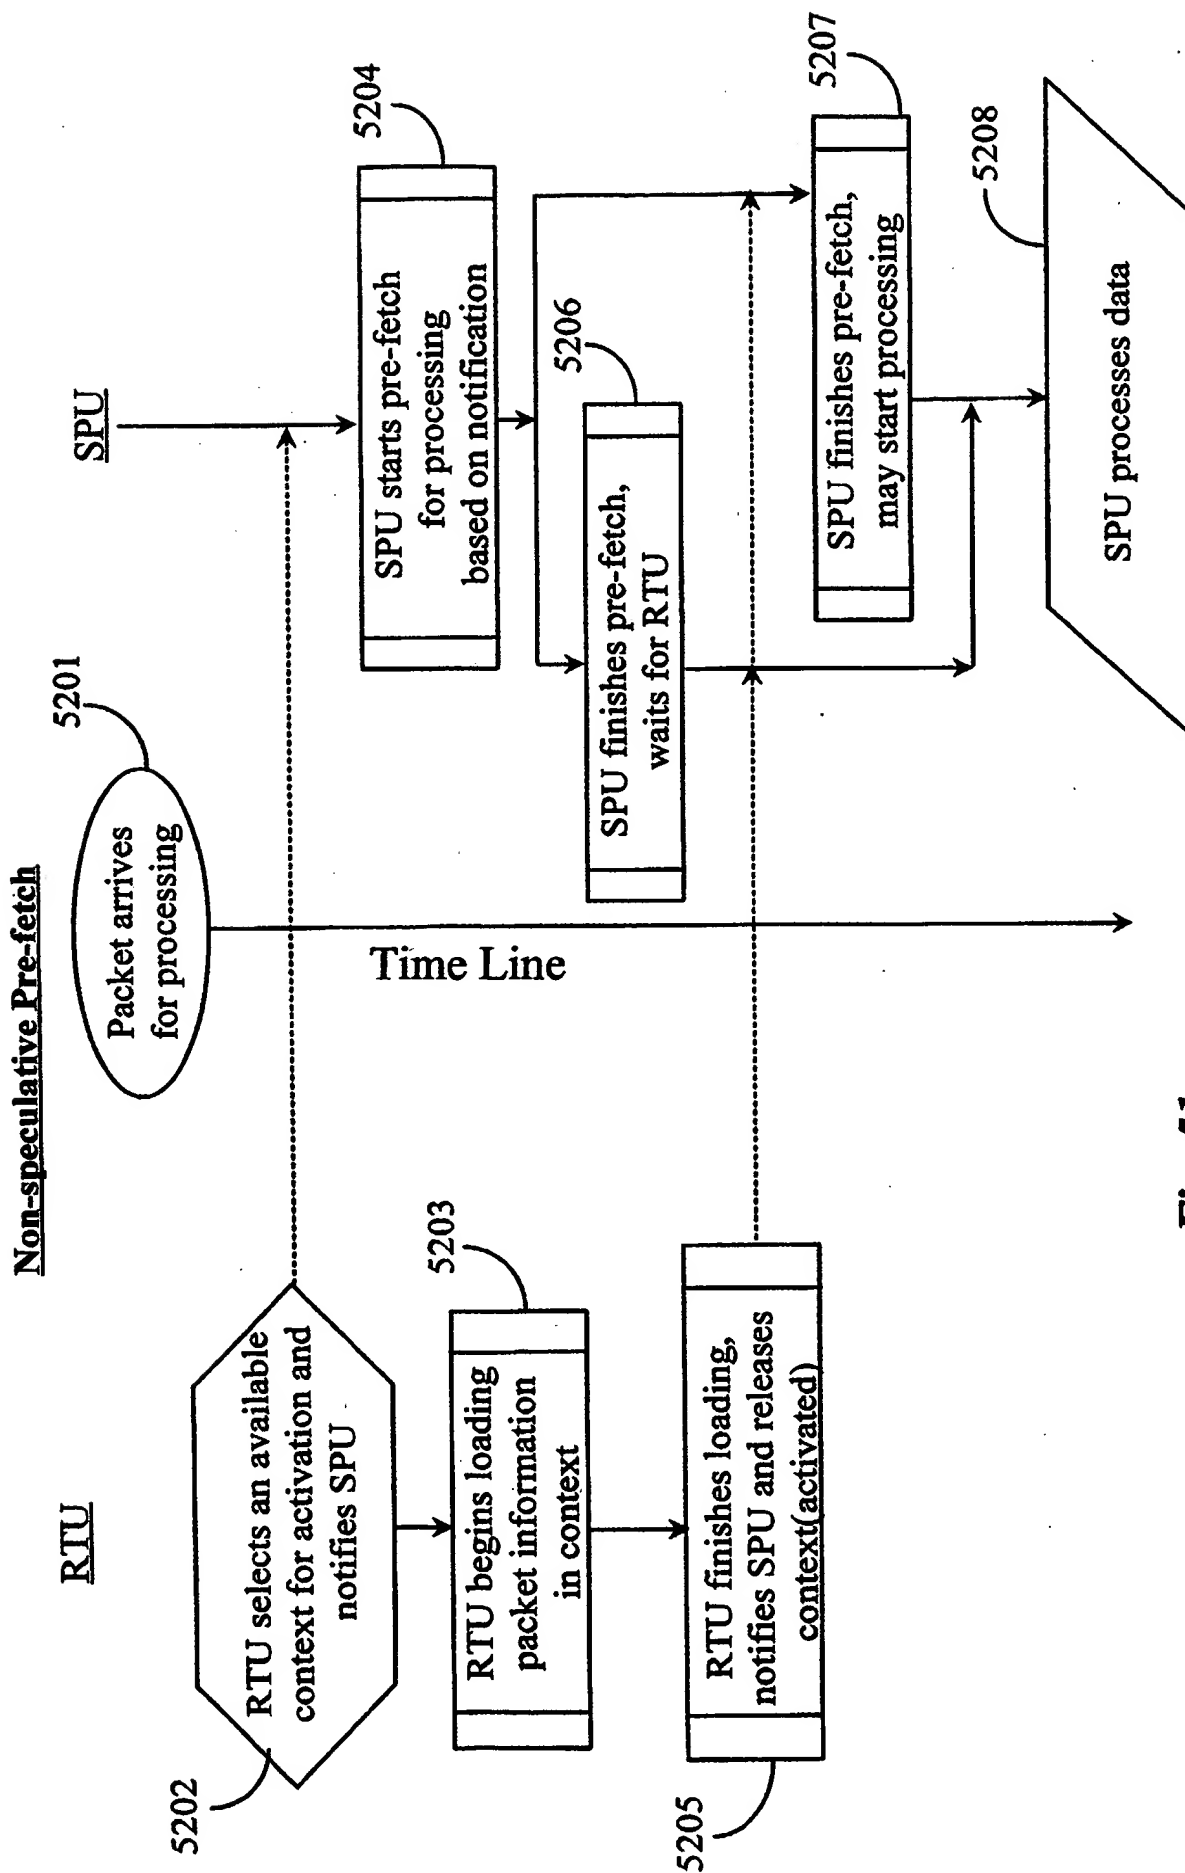 Non-speculative Pre-fetch
RTU
SPU
Packet arrives
for processing
5201
RTU selects an available
context for activation and
notifies SPU
5202
SPU starts pre-fetch
for processing
based on notification
5204
Time Line
RTU begins loading
packet information
in context
5203
SPU finishes pre-fetch,
waits for RTU
5206
RTU finishes loading,
notifies SPU and releases
context(activated)
5205
SPU finishes pre-fetch,
may start processing
5207
SPU processes data
5208